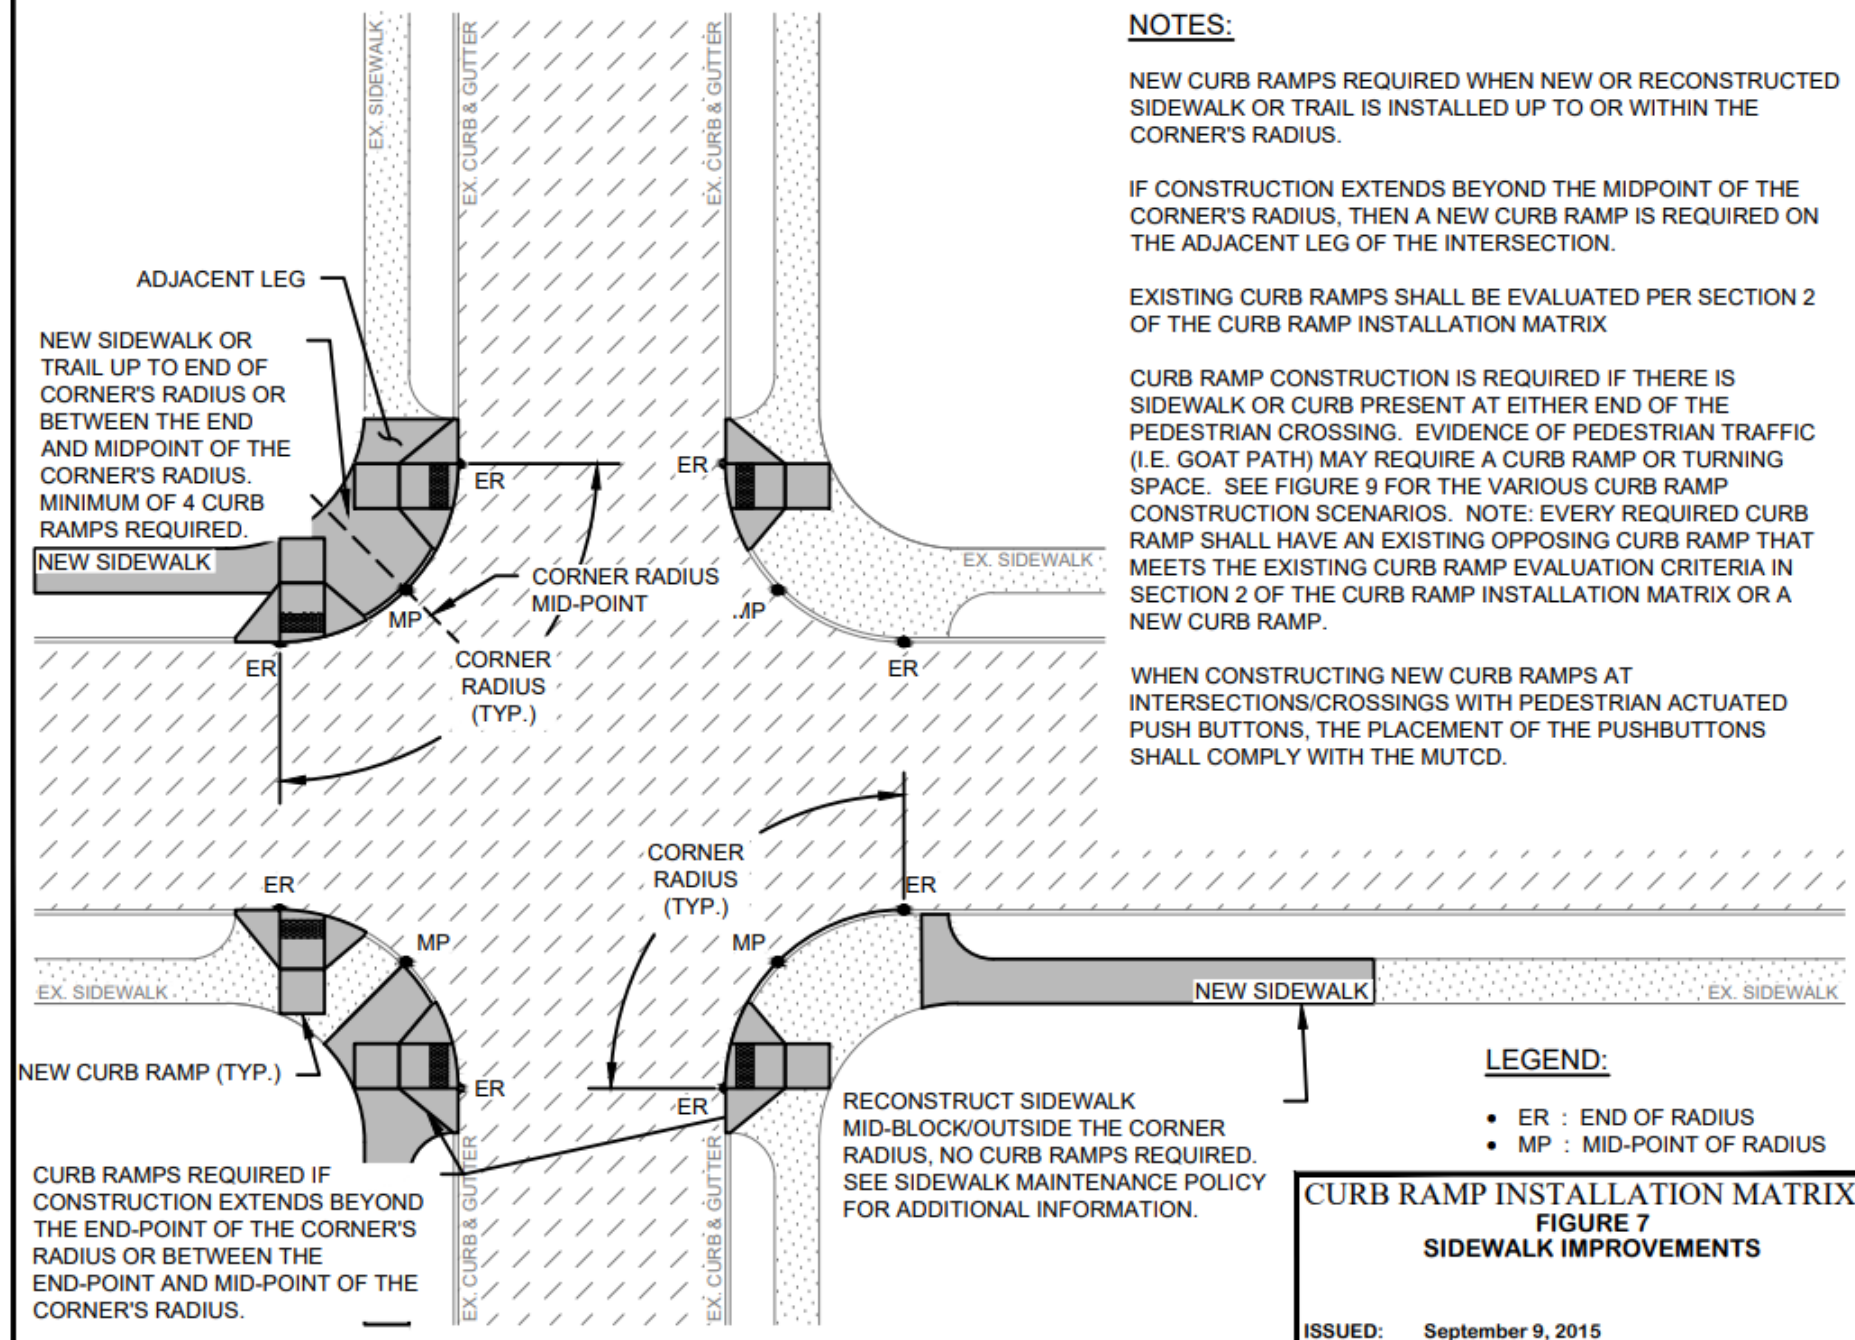 EX. SIDEWALK
EX. CURB & GUTTER
EX. CURB & GUTTER
ADJACENT LEG
NEW SIDEWALK OR
TRAIL UP TO END OF
CORNER'S RADIUS OR
BETWEEN THE END
AND MIDPOINT OF THE
CORNER'S RADIUS.
MINIMUM OF 4 CURB
RAMPS REQUIRED.
NEW SIDEWALK
ER
ER
EX. SIDEWALK
CORNER RADIUS
MID-POINT
MP
MP
ER
CORNER
RADIUS
(TYP.)
ER
CORNER
RADIUS
(TYP.)
ER
ER
MP
MP
EX. SIDEWALK
NEW SIDEWALK
EX. SIDEWALK
NEW CURB RAMP (TYP.)
ER
ER
RECONSTRUCT SIDEWALK
MID-BLOCK/OUTSIDE THE CORNER
RADIUS, NO CURB RAMPS REQUIRED.
SEE SIDEWALK MAINTENANCE POLICY
FOR ADDITIONAL INFORMATION.
CURB RAMPS REQUIRED IF
CONSTRUCTION EXTENDS BEYOND
THE END-POINT OF THE CORNER'S
RADIUS OR BETWEEN THE
END-POINT AND MID-POINT OF THE
CORNER'S RADIUS.
EX. CURB & GUTTER
EX. CURB & GUTTER
NOTES:
NEW CURB RAMPS REQUIRED WHEN NEW OR RECONSTRUCTED
SIDEWALK OR TRAIL IS INSTALLED UP TO OR WITHIN THE
CORNER'S RADIUS.
IF CONSTRUCTION EXTENDS BEYOND THE MIDPOINT OF THE
CORNER'S RADIUS, THEN A NEW CURB RAMP IS REQUIRED ON
THE ADJACENT LEG OF THE INTERSECTION.
EXISTING CURB RAMPS SHALL BE EVALUATED PER SECTION 2
OF THE CURB RAMP INSTALLATION MATRIX
CURB RAMP CONSTRUCTION IS REQUIRED IF THERE IS
SIDEWALK OR CURB PRESENT AT EITHER END OF THE
PEDESTRIAN CROSSING. EVIDENCE OF PEDESTRIAN TRAFFIC
(I.E. GOAT PATH) MAY REQUIRE A CURB RAMP OR TURNING
SPACE. SEE FIGURE 9 FOR THE VARIOUS CURB RAMP
CONSTRUCTION SCENARIOS. NOTE: EVERY REQUIRED CURB
RAMP SHALL HAVE AN EXISTING OPPOSING CURB RAMP THAT
MEETS THE EXISTING CURB RAMP EVALUATION CRITERIA IN
SECTION 2 OF THE CURB RAMP INSTALLATION MATRIX OR A
NEW CURB RAMP.
WHEN CONSTRUCTING NEW CURB RAMPS AT
INTERSECTIONS/CROSSINGS WITH PEDESTRIAN ACTUATED
PUSH BUTTONS, THE PLACEMENT OF THE PUSHBUTTONS
SHALL COMPLY WITH THE MUTCD.
LEGEND:
• ER : END OF RADIUS
• MP : MID-POINT OF RADIUS
CURB RAMP INSTALLATION MATRIX
FIGURE 7
SIDEWALK IMPROVEMENTS
ISSUED: September 9, 2015